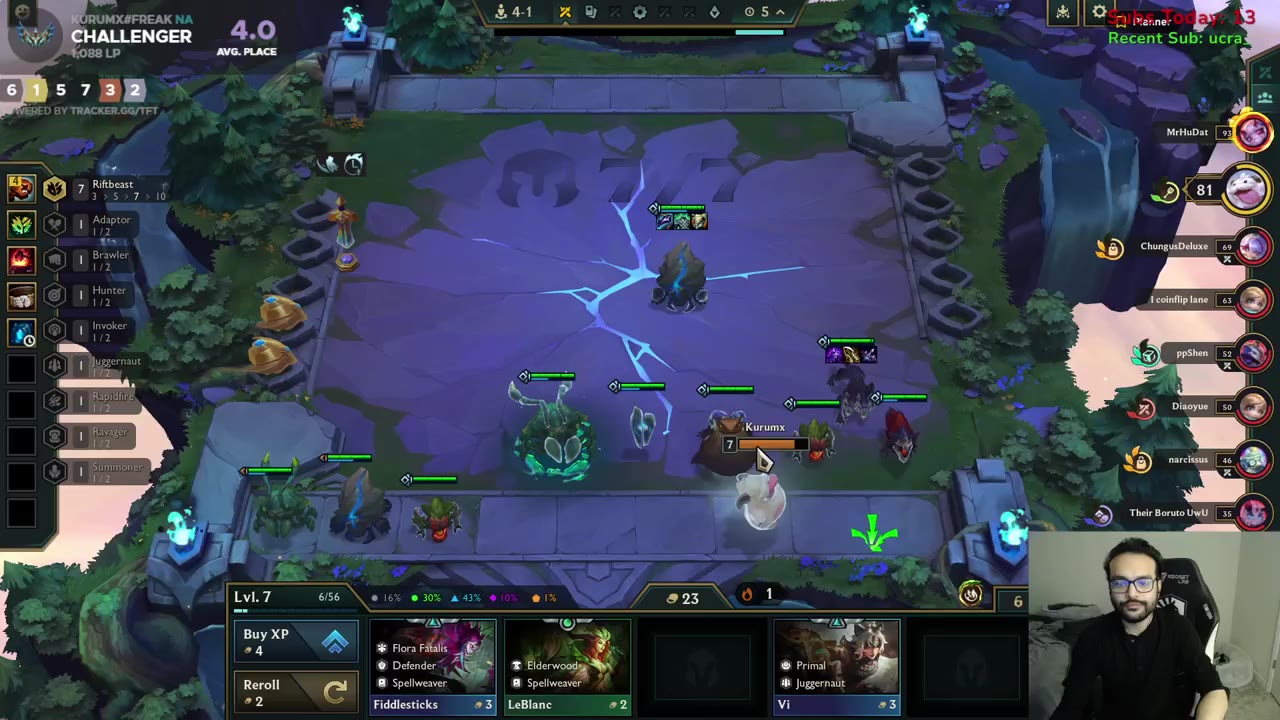 KURUMX#FREAK NA
CHALLENGER
1,088 LP
4.0
AVG. PLACE
6 1 5 7 3 2
POWERED BY TRACKER.GG/TFT
4-1
5
Planner
Subs Today: 13
Recent Sub: ucra
7/7
4
7
Riftbeast
3 > 5 > 7 > 10
1
Adaptor
1 / 2
1
Brawler
1 / 2
1
Hunter
1 / 2
1
Invoker
1 / 2
1
Juggernaut
1 / 2
1
Rapidfire
1 / 2
1
Ravager
1 / 2
1
Summoner
1 / 2
MrHuDat 93
81
ChungusDeluxe 69
I coinflip lane 63
ppShen 52
Diaoyue 50
narcissus 46
Their Boruto UwU 35
Kurumx
7
Lvl. 7 6/56
16% 30% 43% 10% 1%
23
1
6
Buy XP
4
Reroll
2
Flora Fatalis
Defender
Spellweaver
Fiddlesticks 3
Elderwood
Spellweaver
LeBlanc 2
Primal
Juggernaut
Vi 3